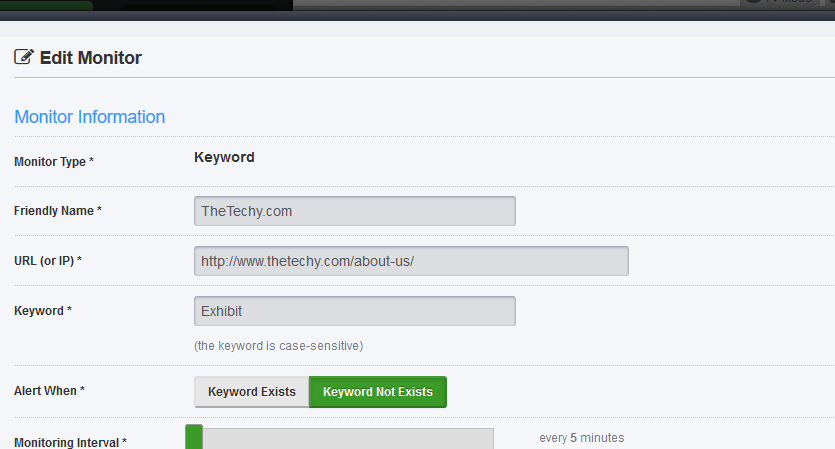 Edit Monitor
Monitor Information
Monitor Type * Keyword
Friendly Name * TheTechy.com
URL (or IP) * http://www.thetechy.com/about-us/
Keyword * Exhibit
(the keyword is case-sensitive)
Alert When * Keyword Exists Keyword Not Exists
Monitoring Interval * every 5 minutes